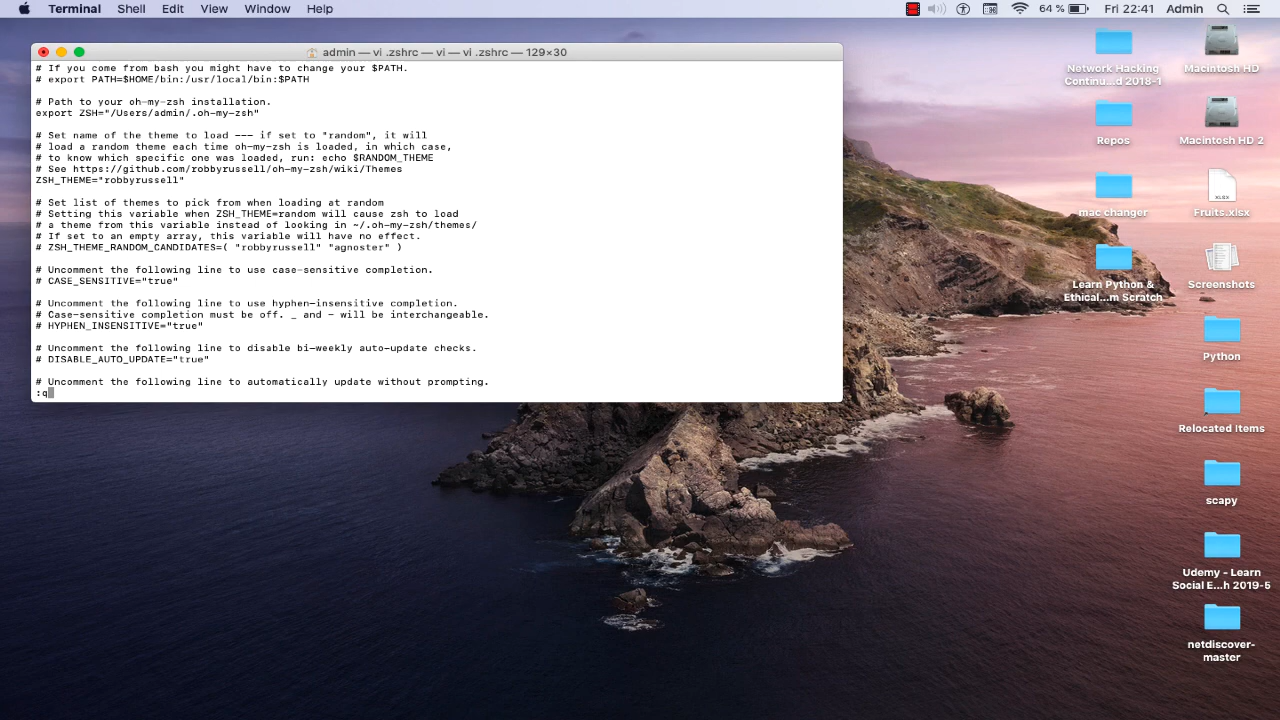 Terminal Shell Edit View Window Help 64 % Fri 22:41 Admin
admin — vi .zshrc — vi — vi .zshrc — 129×30
# If you come from bash you might have to change your $PATH.
# export PATH=$HOME/bin:/usr/local/bin:$PATH
# Path to your oh-my-zsh installation.
export ZSH="/Users/admin/.oh-my-zsh"
# Set name of the theme to load --- if set to "random", it will
# load a random theme each time oh-my-zsh is loaded, in which case,
# to know which specific one was loaded, run: echo $RANDOM_THEME
# See https://github.com/robbyrussell/oh-my-zsh/wiki/Themes
ZSH_THEME="robbyrussell"
# Set list of themes to pick from when loading at random
# Setting this variable when ZSH_THEME=random will cause zsh to load
# a theme from this variable instead of looking in ~/.oh-my-zsh/themes/
# If set to an empty array, this variable will have no effect.
# ZSH_THEME_RANDOM_CANDIDATES=( "robbyrussell" "agnoster" )
# Uncomment the following line to use case-sensitive completion.
# CASE_SENSITIVE="true"
# Uncomment the following line to use hyphen-insensitive completion.
# Case-sensitive completion must be off. _ and - will be interchangeable.
# HYPHEN_INSENSITIVE="true"
# Uncomment the following line to disable bi-weekly auto-update checks.
# DISABLE_AUTO_UPDATE="true"
# Uncomment the following line to automatically update without prompting.
:q
Network Hacking
Continu...d 2018-1
Macintosh HD
Repos
Macintosh HD 2
mac changer
XLSX
Fruits.xlsx
Learn Python &
Ethical...m Scratch
Screenshots
Python
Relocated Items
scapy
Udemy - Learn
Social E...h 2019-5
netdiscover-
master